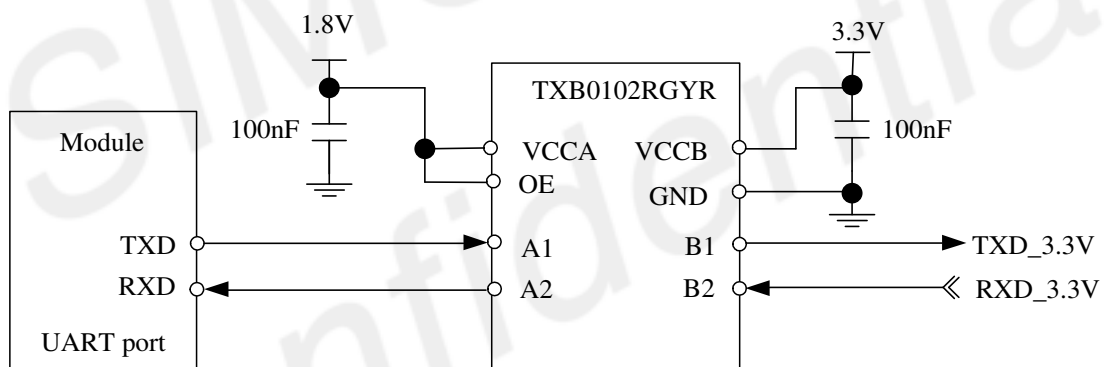 1.8V
3.3V
TXB0102RGYR
100nF
100nF
Module
VCCA
VCCB
OE
GND
TXD
A1
B1
TXD_3.3V
RXD
A2
B2
RXD_3.3V
UART port